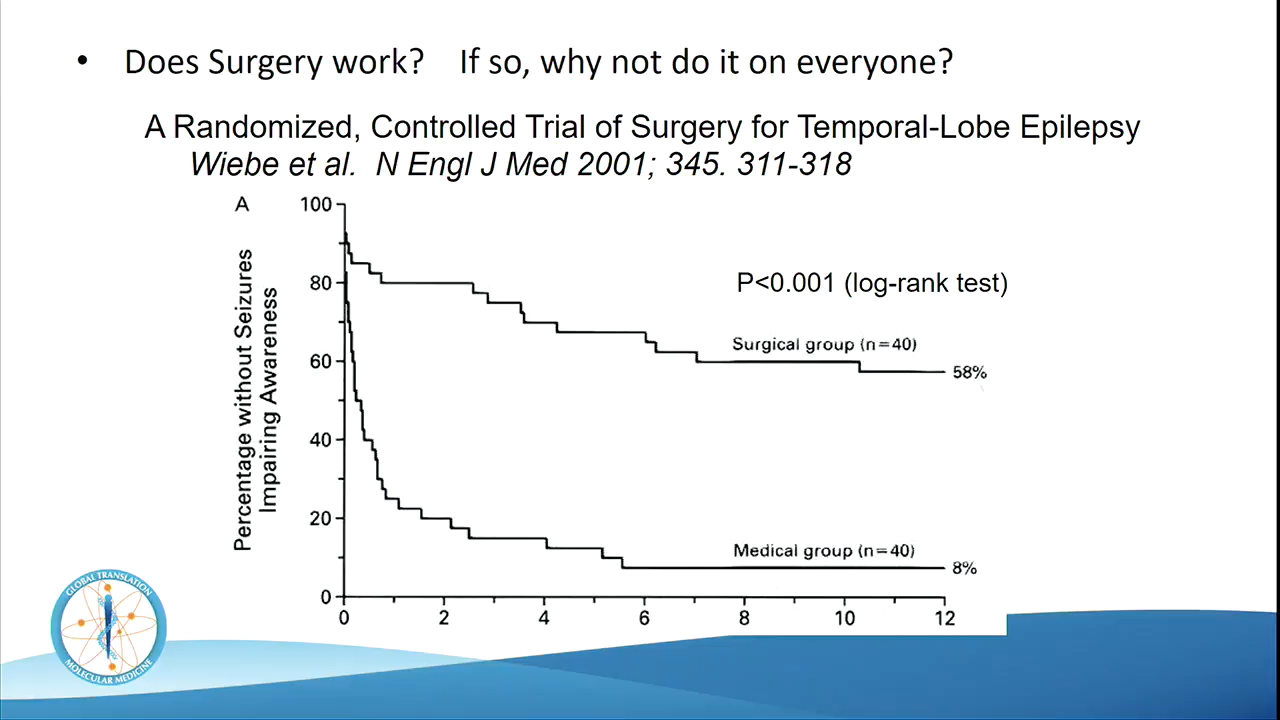 • Does Surgery work? If so, why not do it on everyone?
A Randomized, Controlled Trial of Surgery for Temporal-Lobe Epilepsy
Wiebe et al. N Engl J Med 2001; 345. 311-318
A
Percentage without Seizures
Impairing Awareness
100
80
60
40
20
0
P<0.001 (log-rank test)
Surgical group (n=40)
58%
Medical group (n=40)
8%
0 2 4 6 8 10 12
GLOBAL TRANSLATION
MOLECULAR MEDICINE